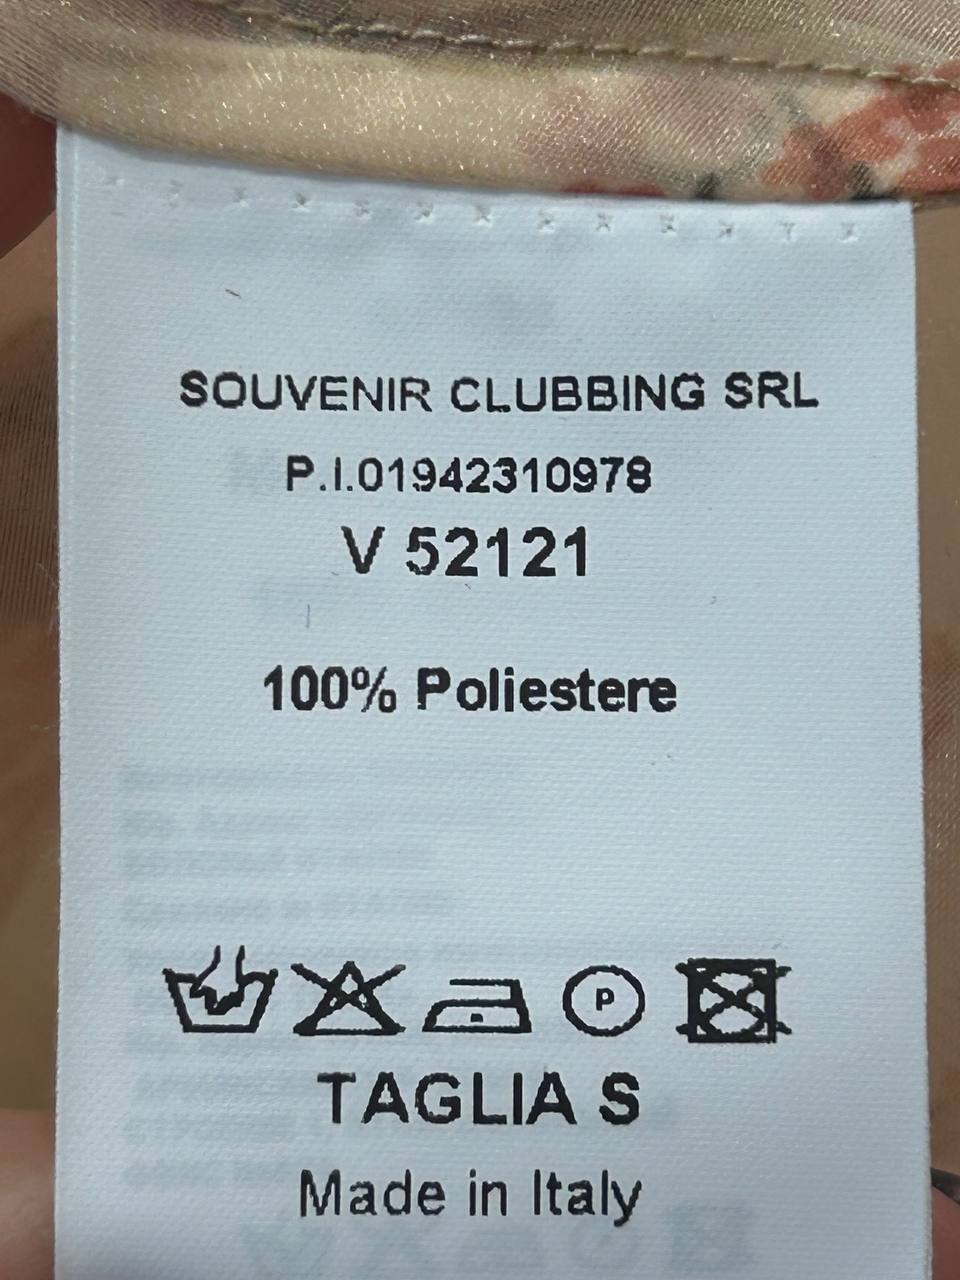 SOUVENIR CLUBBING SRL
P.I.01942310978
V 52121
100% Poliestere
P
TAGLIA S
Made in Italy